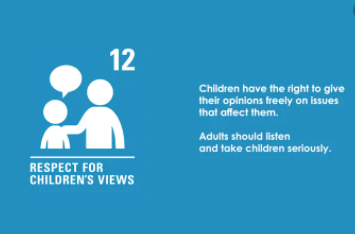 12
RESPECT FOR
CHILDREN'S VIEWS
Children have the right to give
their opinions freely on issues
that affect them.
Adults should listen
and take children seriously.